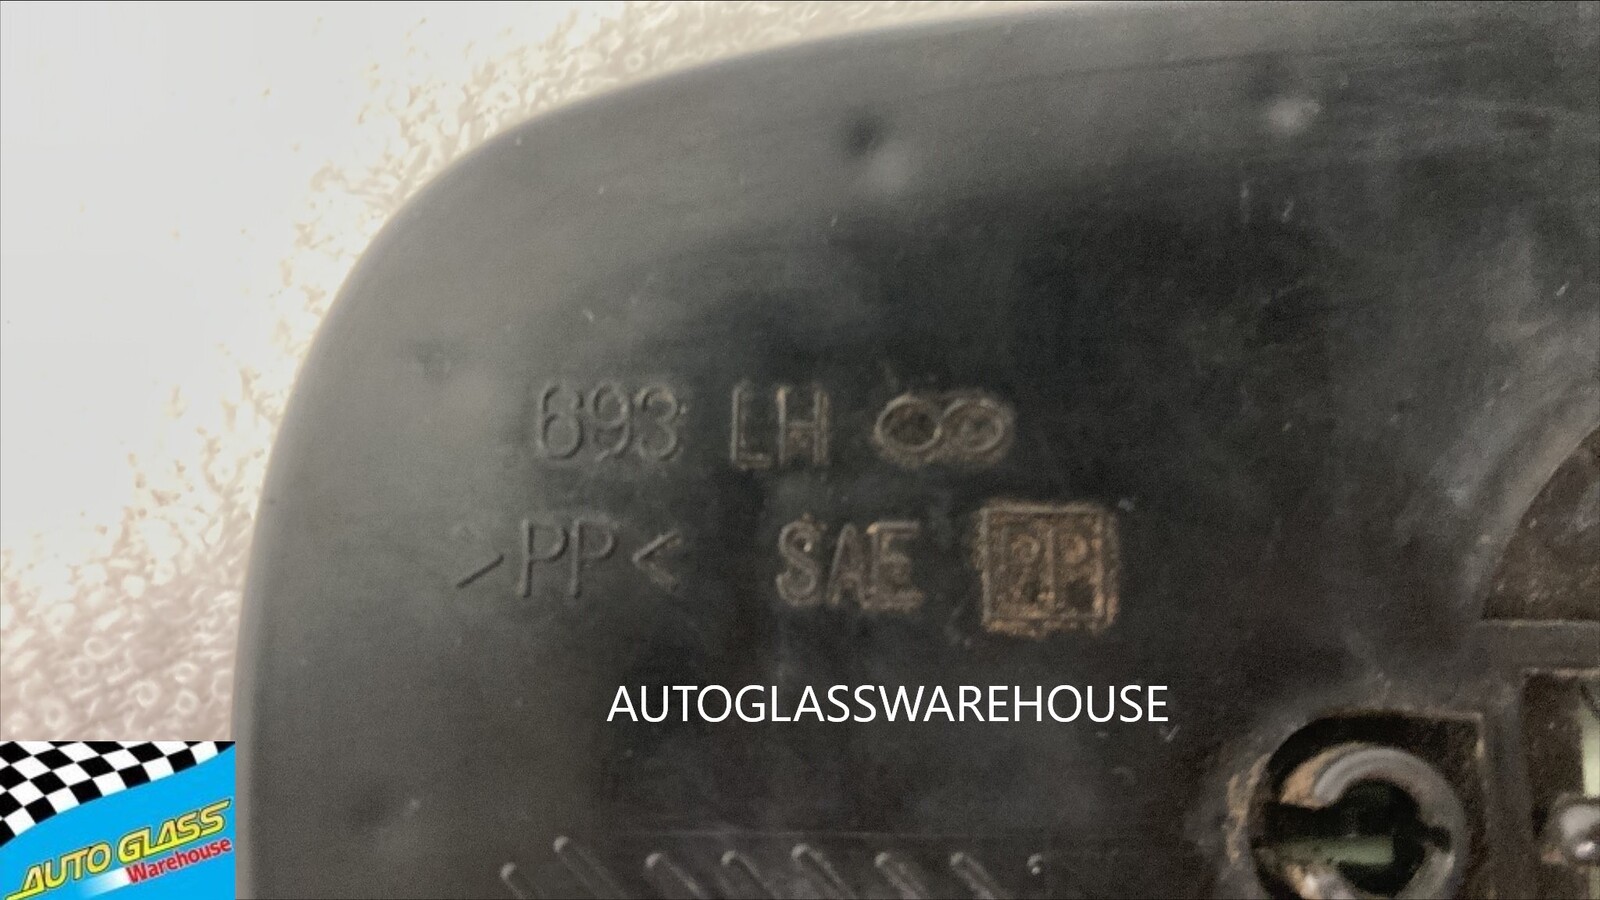 693 LH ∞
>PP< SAE
AUTOGLASSWAREHOUSE
AUTO GLASS
Warehouse